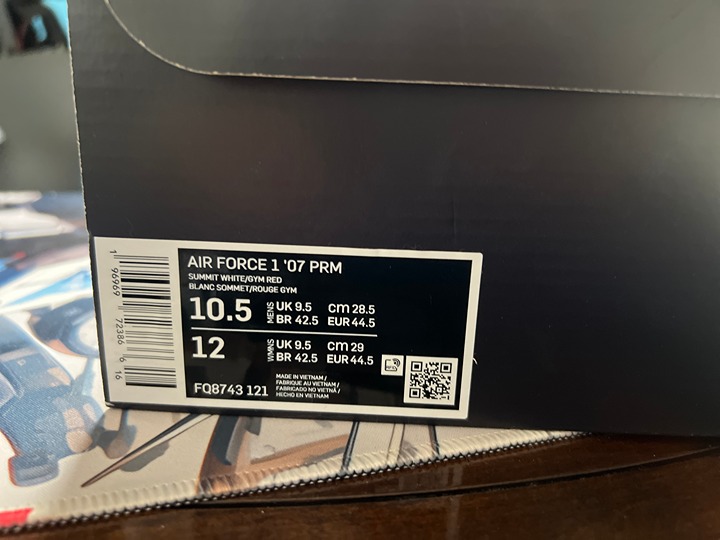 AIR FORCE 1 '07 PRM
SUMMIT WHITE/GYM RED
BLANC SOMMET/ROUGE GYM
10.5 MENS UK 9.5 CM 28.5
BR 42.5 EUR 44.5
12 WMNS UK 9.5 CM 29
BR 42.5 EUR 44.5
FQ8743 121
MADE IN VIETNAM /
FABRIQUE AU VIETNAM /
FABRICADO NO VIETNÃ /
HECHO EN VIETNAM
1 96969 72386 6 16